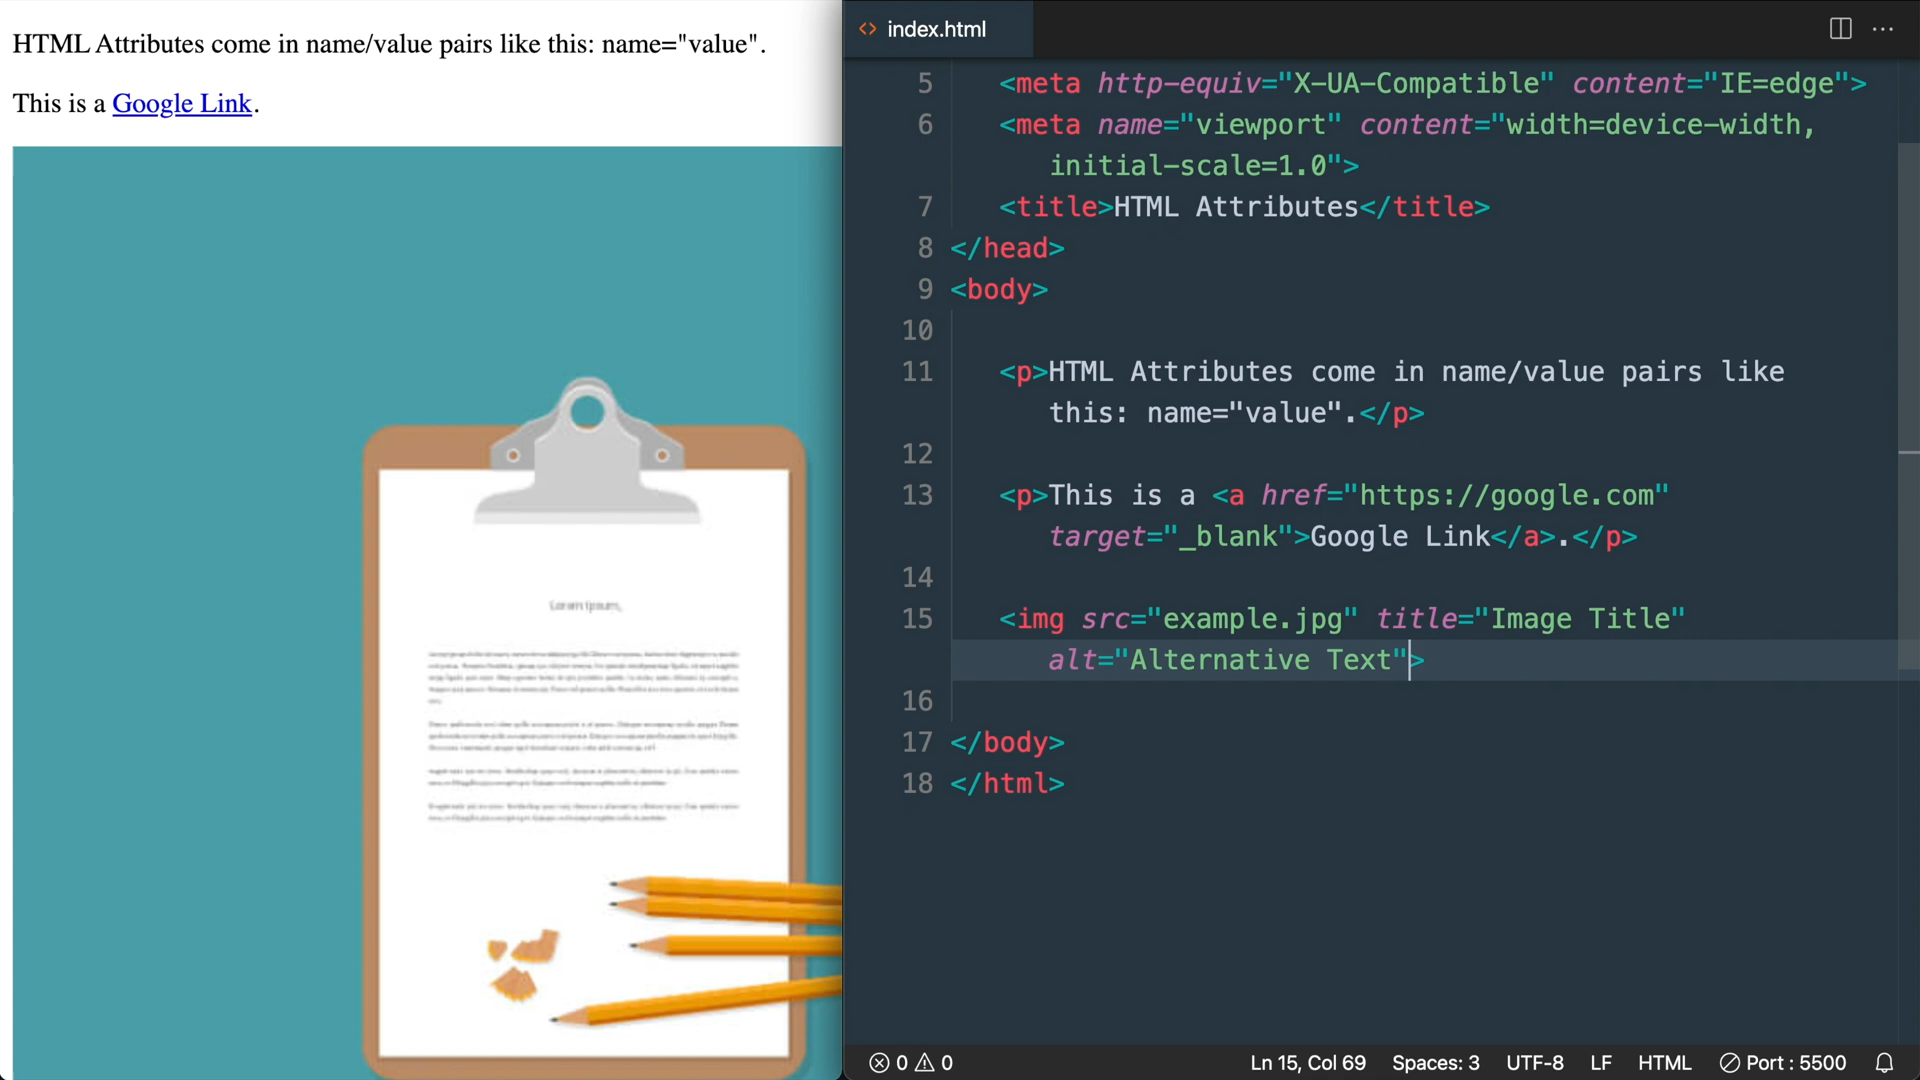 HTML Attributes come in name/value pairs like this: name="value".
This is a Google Link.
Lorem Ipsum,
index.html
5 <meta http-equiv="X-UA-Compatible" content="IE=edge">
6 <meta name="viewport" content="width=device-width,
initial-scale=1.0">
7 <title>HTML Attributes</title>
8 </head>
9 <body>
10
11 <p>HTML Attributes come in name/value pairs like
this: name="value".</p>
12
13 <p>This is a <a href="https://google.com"
target="_blank">Google Link</a>.</p>
14
15 <img src="example.jpg" title="Image Title"
alt="Alternative Text">
16
17 </body>
18 </html>
0 0 Ln 15, Col 69 Spaces: 3 UTF-8 LF HTML Port : 5500